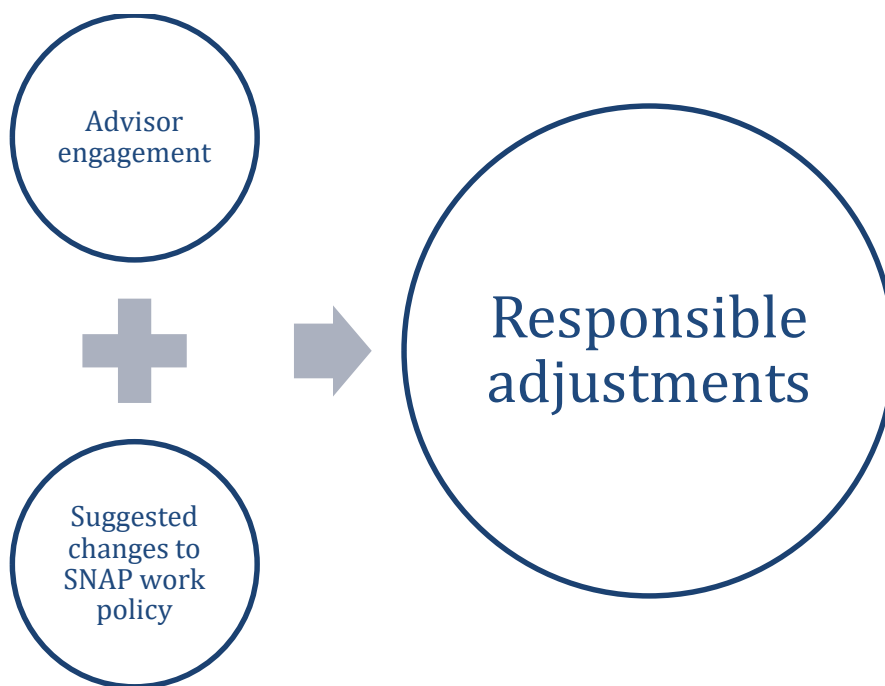 Advisor
engagement
Responsible
adjustments
Suggested
changes to
SNAP work
policy